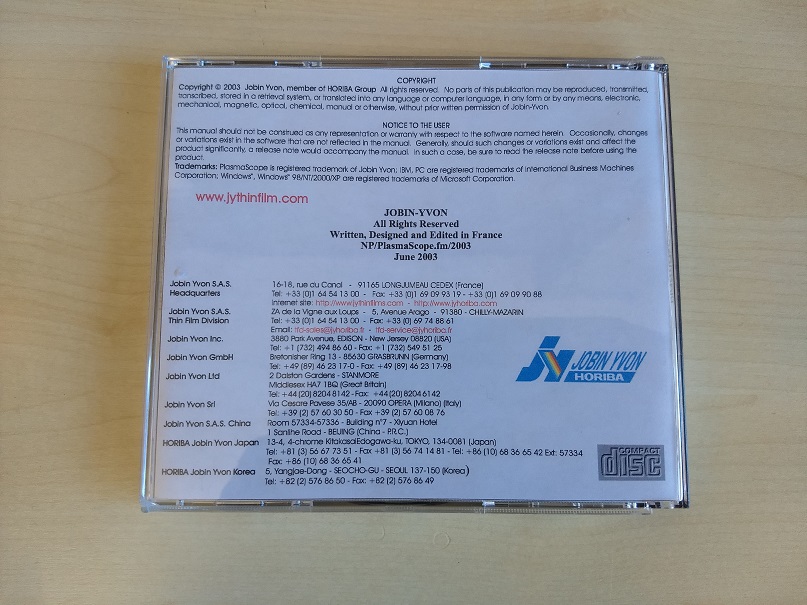 COPYRIGHT
Copyright © 2003 Jobin Yvon, member of HORIBA Group All rights reserved. No parts of this publication may be reproduced, transmitted,
transcribed, stored in a retrieval system, or translated into any language or computer language, in any form or by any means, electronic,
mechanical, magnetic, optical, chemical, manual or otherwise, without prior written permission of Jobin-Yvon.
NOTICE TO THE USER
This manual should not be construed as any representation or warranty with respect to the software named herein. Occasionally, changes
or variations exist in the software that are not reflected in the manual. Generally, should such changes or variations exist and affect the
product significantly, a release note would accompany the manual. In such a case, be sure to read the release note before using the
product.
Trademarks: PlasmaScope is registered trademark of Jobin Yvon; IBM, PC are registered trademarks of International Business Machines
Corporation; Windows®, Windows® 98/NT/2000/XP are registered trademarks of Microsoft Corporation.
www.jythinfilm.com
JOBIN-YVON
All Rights Reserved
Written, Designed and Edited in France
NP/PlasmaScope.fm/2003
June 2003
Jobin Yvon S.A.S. 16-18, rue du Canal - 91165 LONGJUMEAU CEDEX (France)
Headquarters Tel: +33 (0)1 64 54 13 00 - Fax: +33 (0)1 69 09 93 19 - +33 (0)1 69 09 90 88
Internet site: http://www.jythinfilms.com - http://www.jyhoriba.com
Jobin Yvon S.A.S. ZA de la Vigne aux Loups - 5, Avenue Arago - 91380 - CHILLY-MAZARIN
Thin Film Division Tel: +33 (0)1 64 54 13 00 - Fax: +33 (0)1 69 74 88 61
Email: tfd-sales@jyhoriba.fr - tfd-service@jyhoriba.fr
Jobin Yvon Inc. 3880 Park Avenue, EDISON - New Jersey 08820 (USA)
Tel: +1 (732) 494 86 60 - Fax: +1 (732) 549 51 25
Jobin Yvon GmbH Bretonisher Ring 13 - 85630 GRASBRUNN (Germany)
Tel: +49 (89) 46 23 17-0 - Fax: +49 (89) 46 23 17-98
Jobin Yvon Ltd 2 Dalston Gardens - STANMORE
Middlesex HA7 1BQ (Great Britain)
Tel: +44 (20) 8204 8142 - Fax: +44 (20) 8204 6142
Jobin Yvon Srl Via Cesare Pavese 35/AB - 20090 OPERA (Milano) (Italy)
Tel: +39 (2) 57 60 30 50 - Fax +39 (2) 57 60 08 76
Jobin Yvon S.A.S. China Room 57334-57336 - Building n°7 - Xiyuan Hotel
1 Sanlihe Road - BEIJING (China - P.R.C.)
HORIBA Jobin Yvon Japan 13-4, 4-chrome KitakasaiEdogawa-ku, TOKYO, 134-0081 (Japan)
Tel: +81 (3) 56 67 73 51 - Fax +81 (3) 56 74 14 81 - Tel: +86 (10) 68 36 65 42 Ext: 57334
Fax: +86 (10) 68 36 65 41
HORIBA Jobin Yvon Korea 5, Yangjae-Dong - SEOCHO-GU - SEOUL 137-150 (Korea)
Tel: +82 (2) 576 86 50 - Fax: +82 (2) 576 86 49
JOBIN YVON
HORIBA
COMPACT
disc